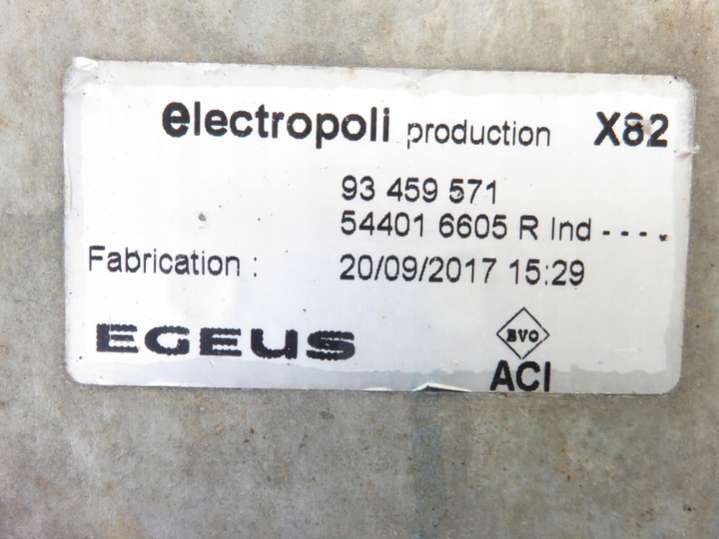 electropoli production X82
93 459 571
54401 6605 R Ind ----.
Fabrication : 20/09/2017 15:29
EGEUS
BVO
ACI